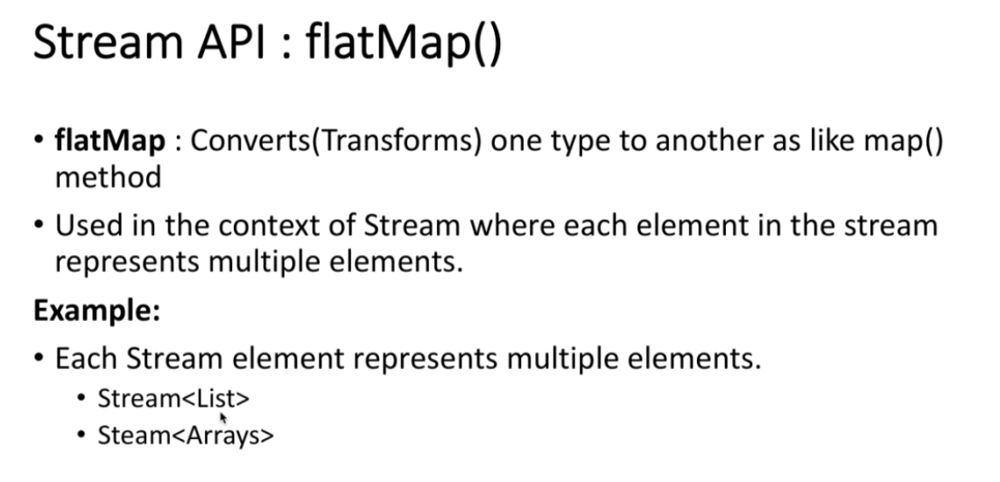 Stream API : flatMap()
• flatMap : Converts(Transforms) one type to another as like map()
method
• Used in the context of Stream where each element in the stream
represents multiple elements.
Example:
• Each Stream element represents multiple elements.
• Stream<List>
• Steam<Arrays>